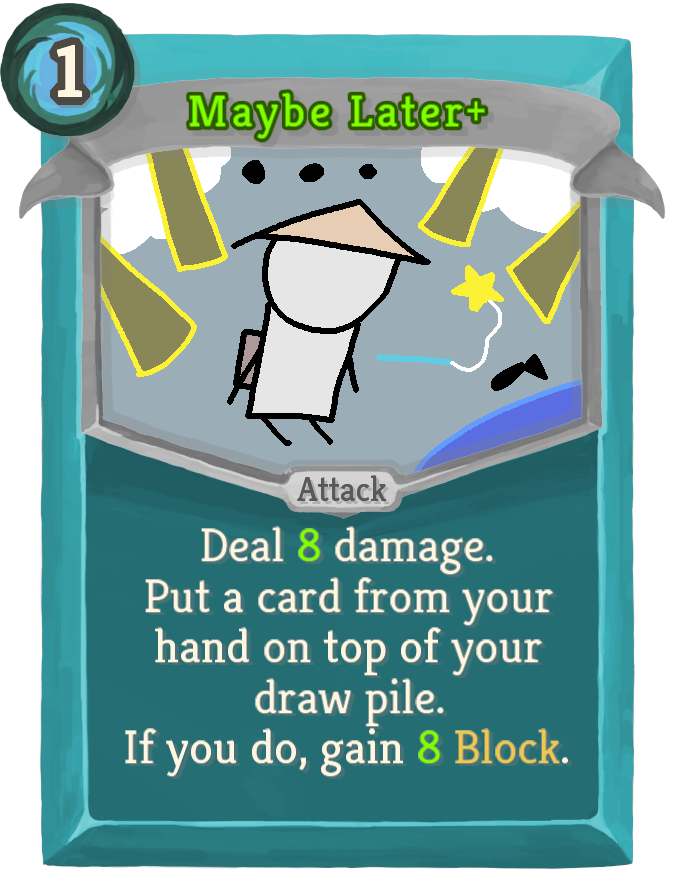 1
Maybe Later+
Attack
Deal 8 damage.
Put a card from your
hand on top of your
draw pile.
If you do, gain 8 Block.